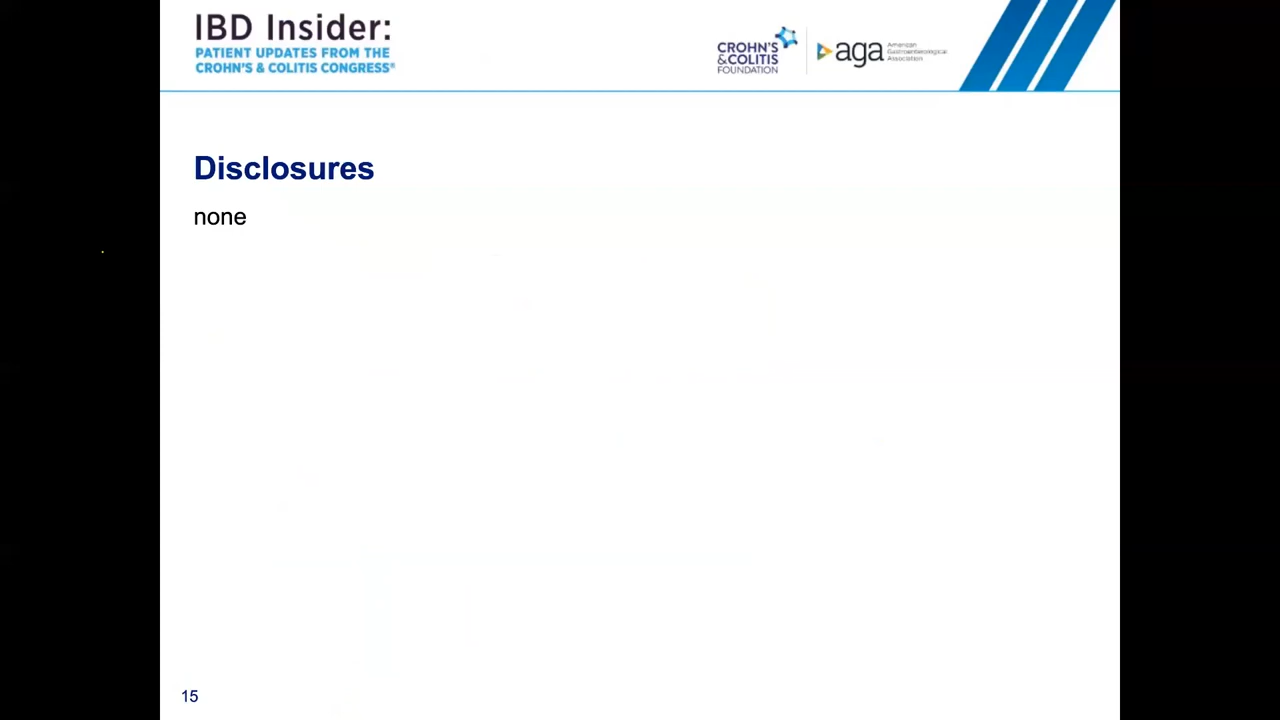 IBD Insider:
PATIENT UPDATES FROM THE
CROHN'S & COLITIS CONGRESS®
CROHN'S
&COLITIS
FOUNDATION
aga
American
Gastroenterological
Association
Disclosures
none
15